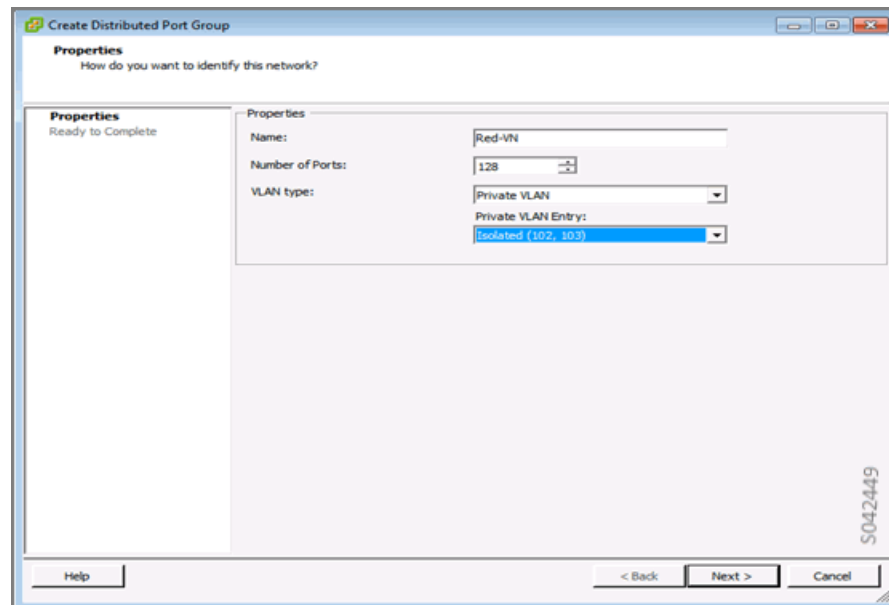 Create Distributed Port Group
Properties
How do you want to identify this network?
Properties
Ready to Complete
Properties
Name:
Red-VN
Number of Ports:
128
VLAN type:
Private VLAN
Private VLAN Entry:
Isolated (102, 103)
S042449
Help
< Back
Next >
Cancel